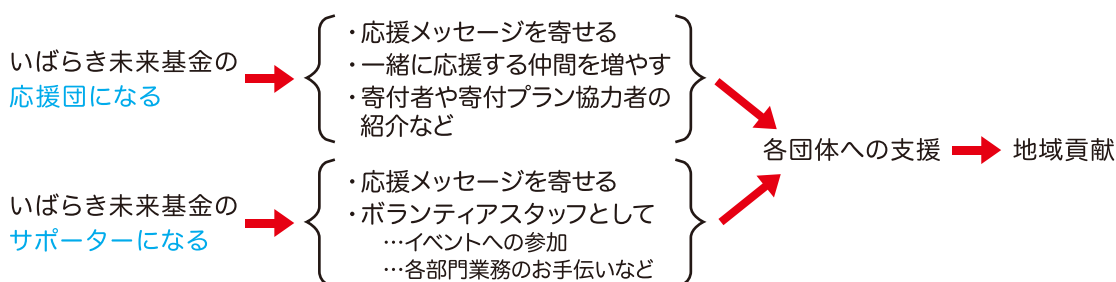 いばらき未来基金の
応援団になる
・応援メッセージを寄せる
・一緒に応援する仲間を増やす
・寄付者や寄付プラン協力者の
紹介など
いばらき未来基金の
サポーターになる
・応援メッセージを寄せる
・ボランティアスタッフとして
…イベントへの参加
…各部門業務のお手伝いなど
各団体への支援
地域貢献